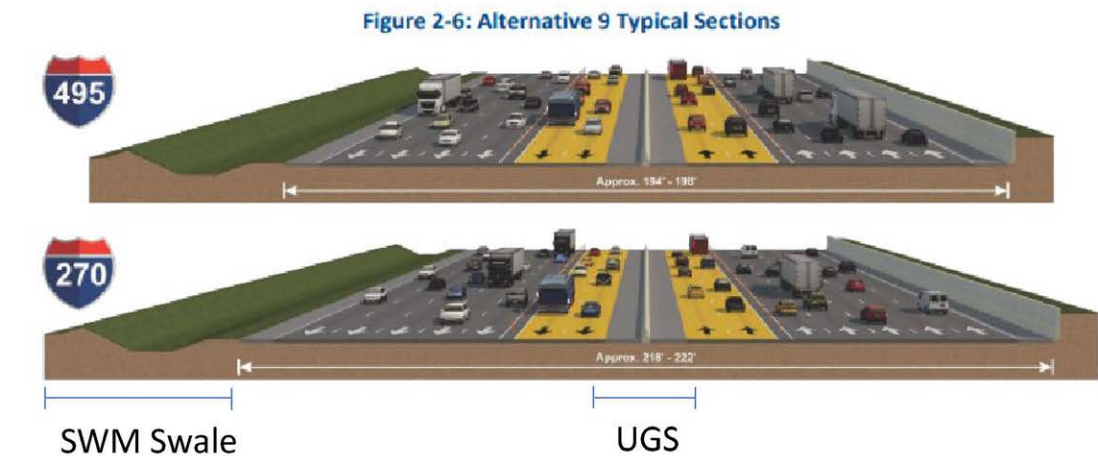 Figure 2-6: Alternative 9 Typical Sections
495
Approx. 194' - 198'
270
Approx. 218' - 222'
SWM Swale
UGS